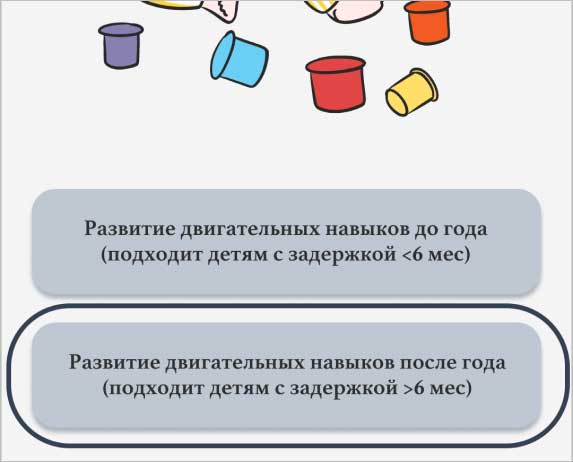 Развитие двигательных навыков до года
(подходит детям с задержкой <6 мес)
Развитие двигательных навыков после года
(подходит детям с задержкой >6 мес)